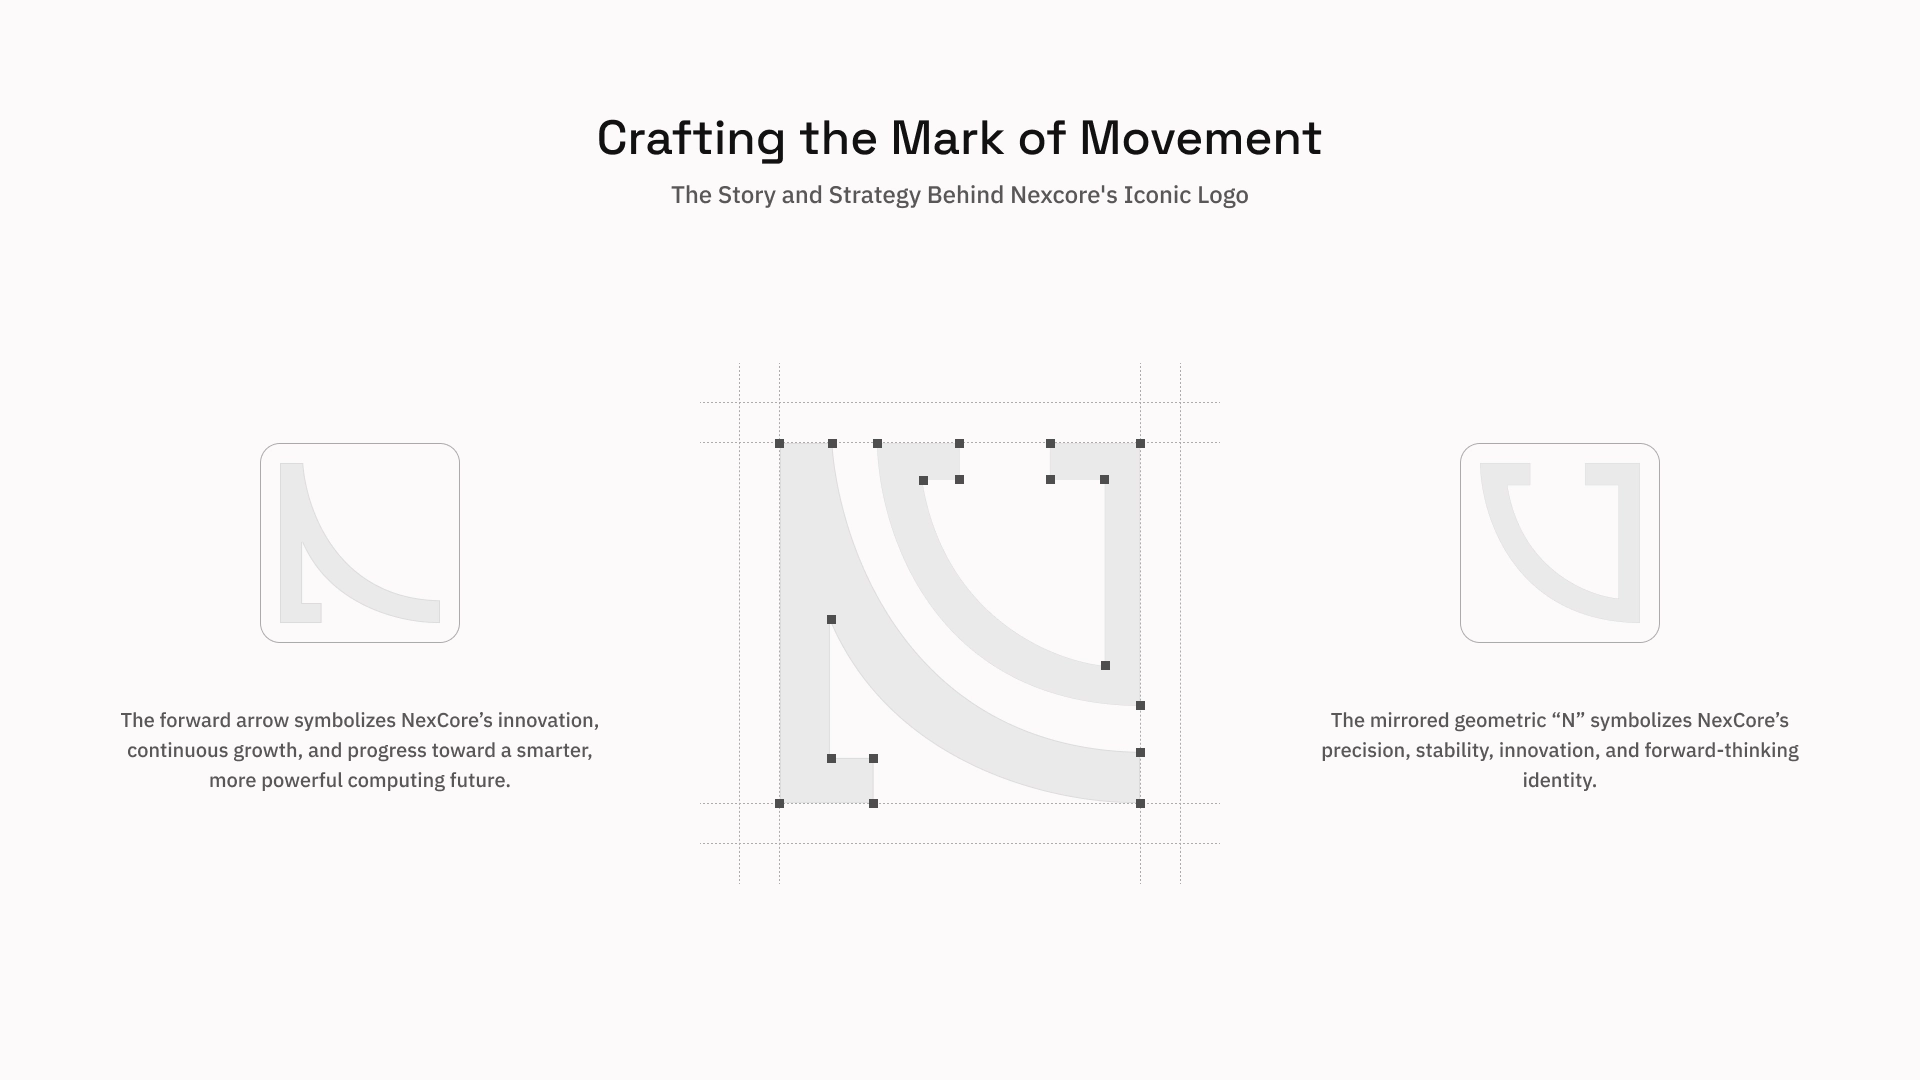 Crafting the Mark of Movement
The Story and Strategy Behind Nexcore's Iconic Logo
The forward arrow symbolizes NexCore’s innovation,
continuous growth, and progress toward a smarter,
more powerful computing future.
The mirrored geometric “N” symbolizes NexCore’s
precision, stability, innovation, and forward-thinking
identity.